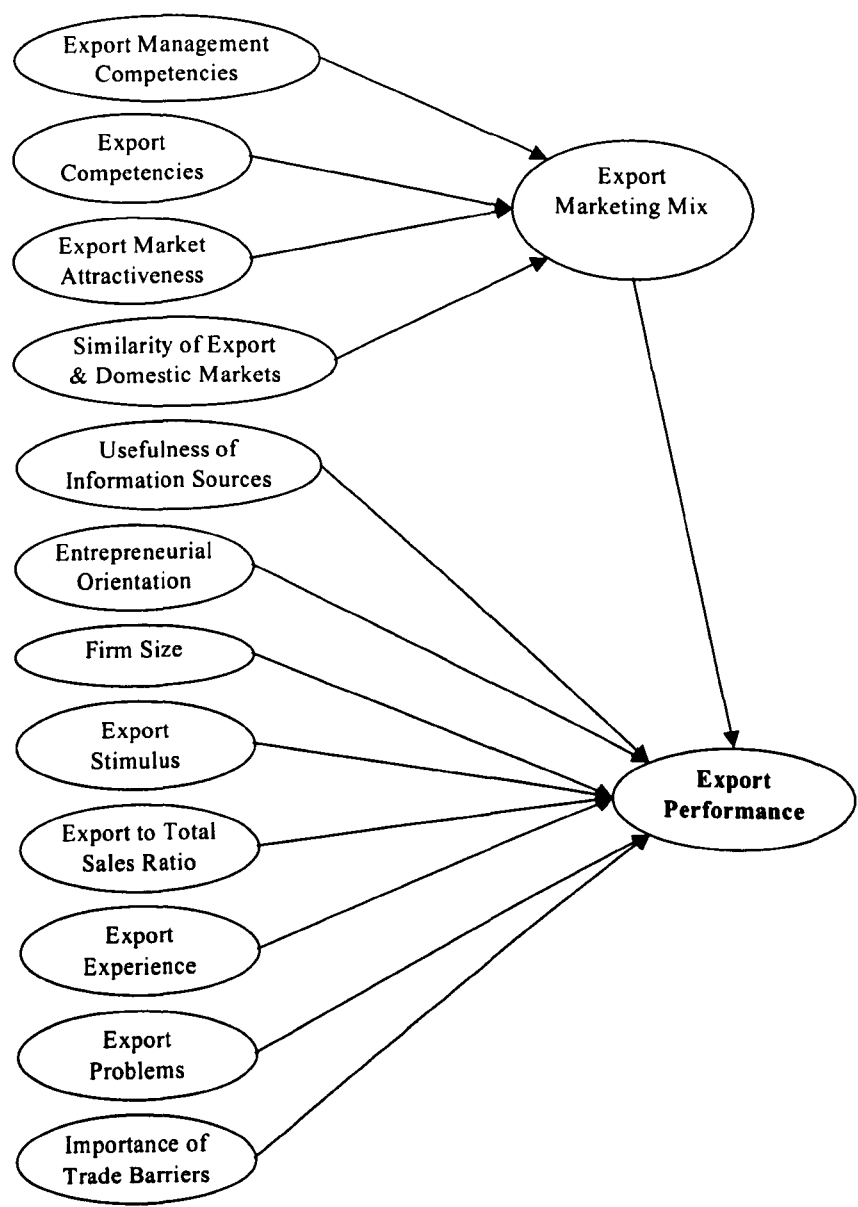 Export Management
Competencies
Export
Competencies
Export Market
Attractiveness
Similarity of Export
& Domestic Markets
Usefulness of
Information Sources
Entrepreneurial
Orientation
Firm Size
Export
Stimulus
Export to Total
Sales Ratio
Export
Experience
Export
Problems
Importance of
Trade Barriers
Export
Marketing Mix
Export
Performance